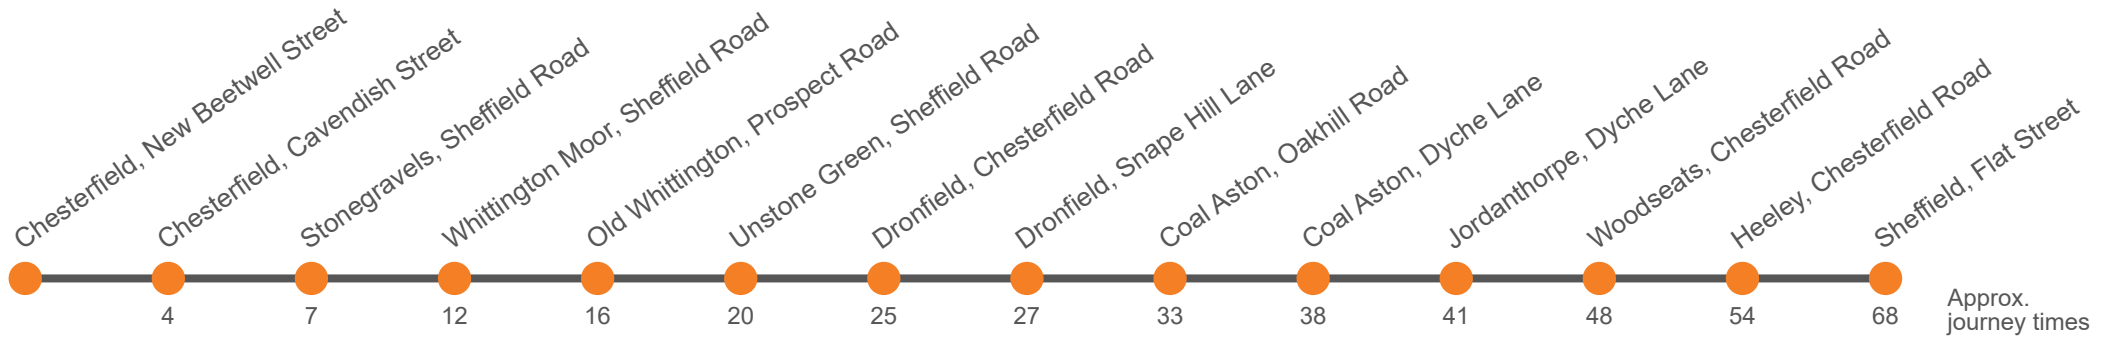 Chesterfield, New Beetwell Street
Chesterfield, Cavendish Street
Stonegravels, Sheffield Road
Whittington Moor, Sheffield Road
Old Whittington, Prospect Road
Unstone Green, Sheffield Road
Dronfield, Chesterfield Road
Dronfield, Snape Hill Lane
Coal Aston, Oakhill Road
Coal Aston, Dyche Lane
Jordanthorpe, Dyche Lane
Woodseats, Chesterfield Road
Heeley, Chesterfield Road
Sheffield, Flat Street
4 7 12 16 20 25 27 33 38 41 48 54 68
Approx.
journey times